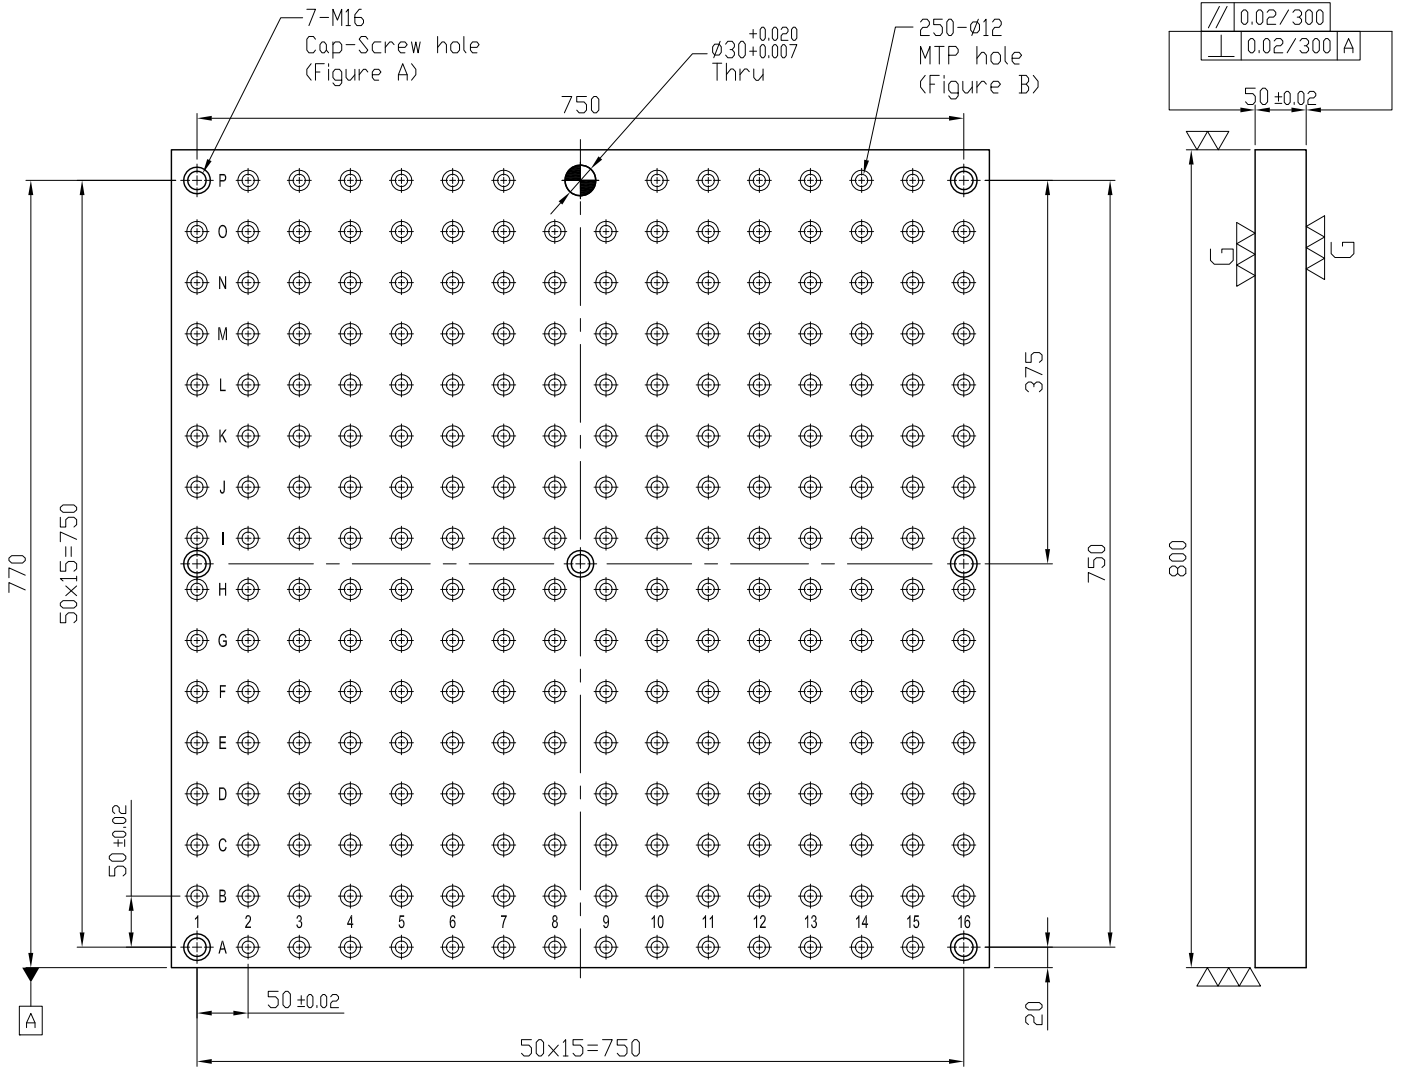 7-M16
Cap-Screw hole
(Figure A)
+0.020
ø30+0.007
Thru
250-ø12
MTP hole
(Figure B)
// 0.02/300
⊥ 0.02/300 A
750
50±0.02
P
O
N
M
L
K
J
I
H
G
F
E
D
C
B
1 2 3 4 5 6 7 8 9 10 11 12 13 14 15 16
A
770
50x15=750
50±0.02
375
750
800
G
G
20
A
50±0.02
50x15=750